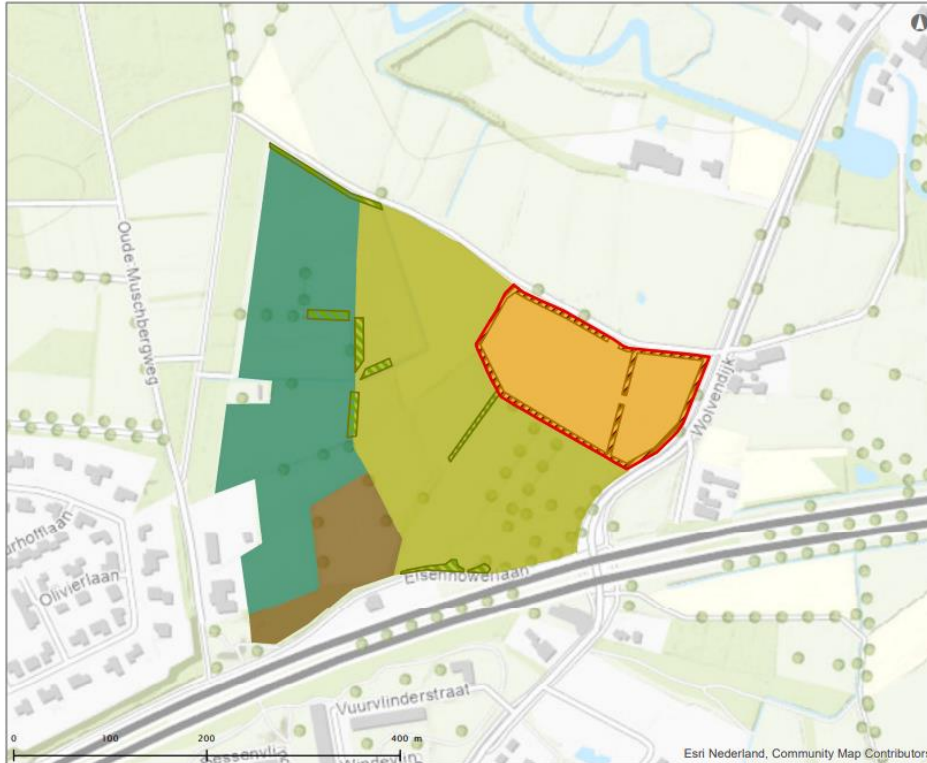 Oude-Muschbergweg
Wolvendijk
Olivierlaan
Eisenhowerlaan
Vuurvlinderstraat
0 100 200 400 m
Esri Nederland, Community Map Contributors